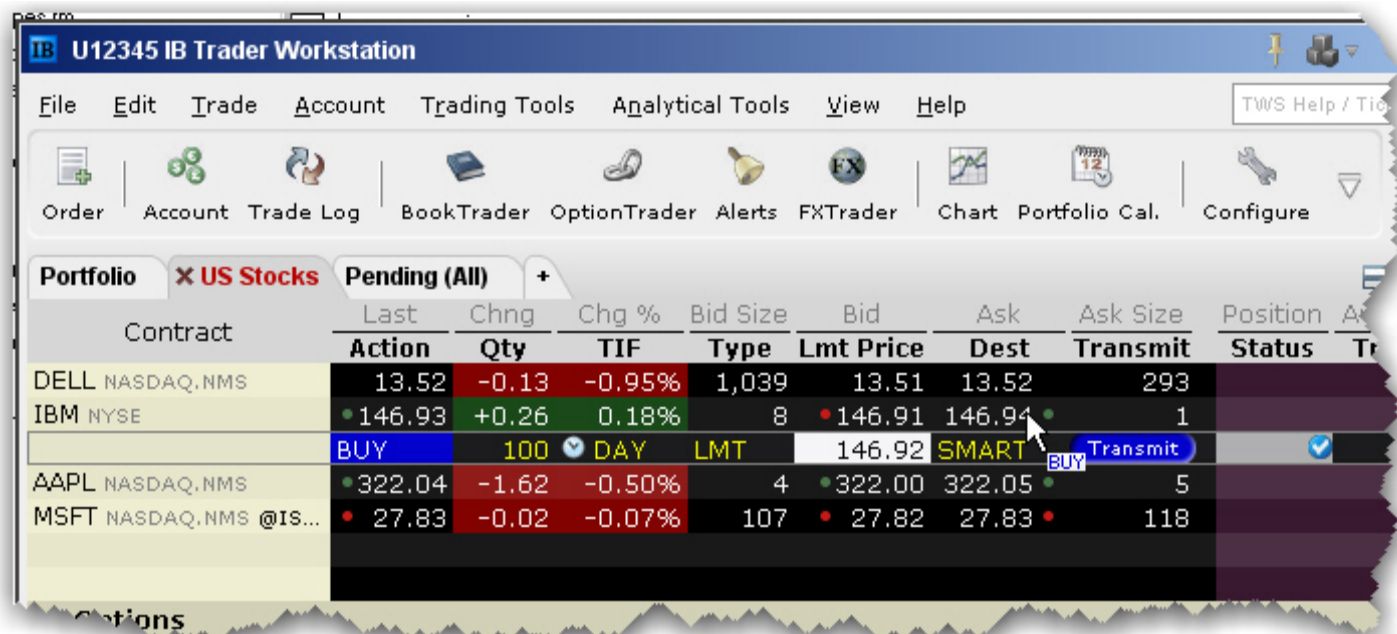 IB U12345 IB Trader Workstation
File Edit Trade Account Trading Tools Analytical Tools View Help TWS Help /
12
FX
Order Account Trade Log BookTrader OptionTrader Alerts FXTrader Chart Portfolio Cal. Configure
Portfolio US Stocks Pending (All) +
Contract
Last Chng Chg % Bid Size Bid Ask Ask Size Position
Action Qty TIF Type Lmt Price Dest Transmit Status
DELL NASDAQ.NMS 13.52 -0.13 -0.95% 1,039 13.51 13.52 293
IBM NYSE 146.93 +0.26 0.18% 8 146.91 146.94 1
BUY 100 DAY LMT 146.92 SMART Transmit
BUY
AAPL NASDAQ.NMS 322.04 -1.62 -0.50% 4 322.00 322.05 5
MSFT NASDAQ.NMS @IS... 27.83 -0.02 -0.07% 107 27.82 27.83 118